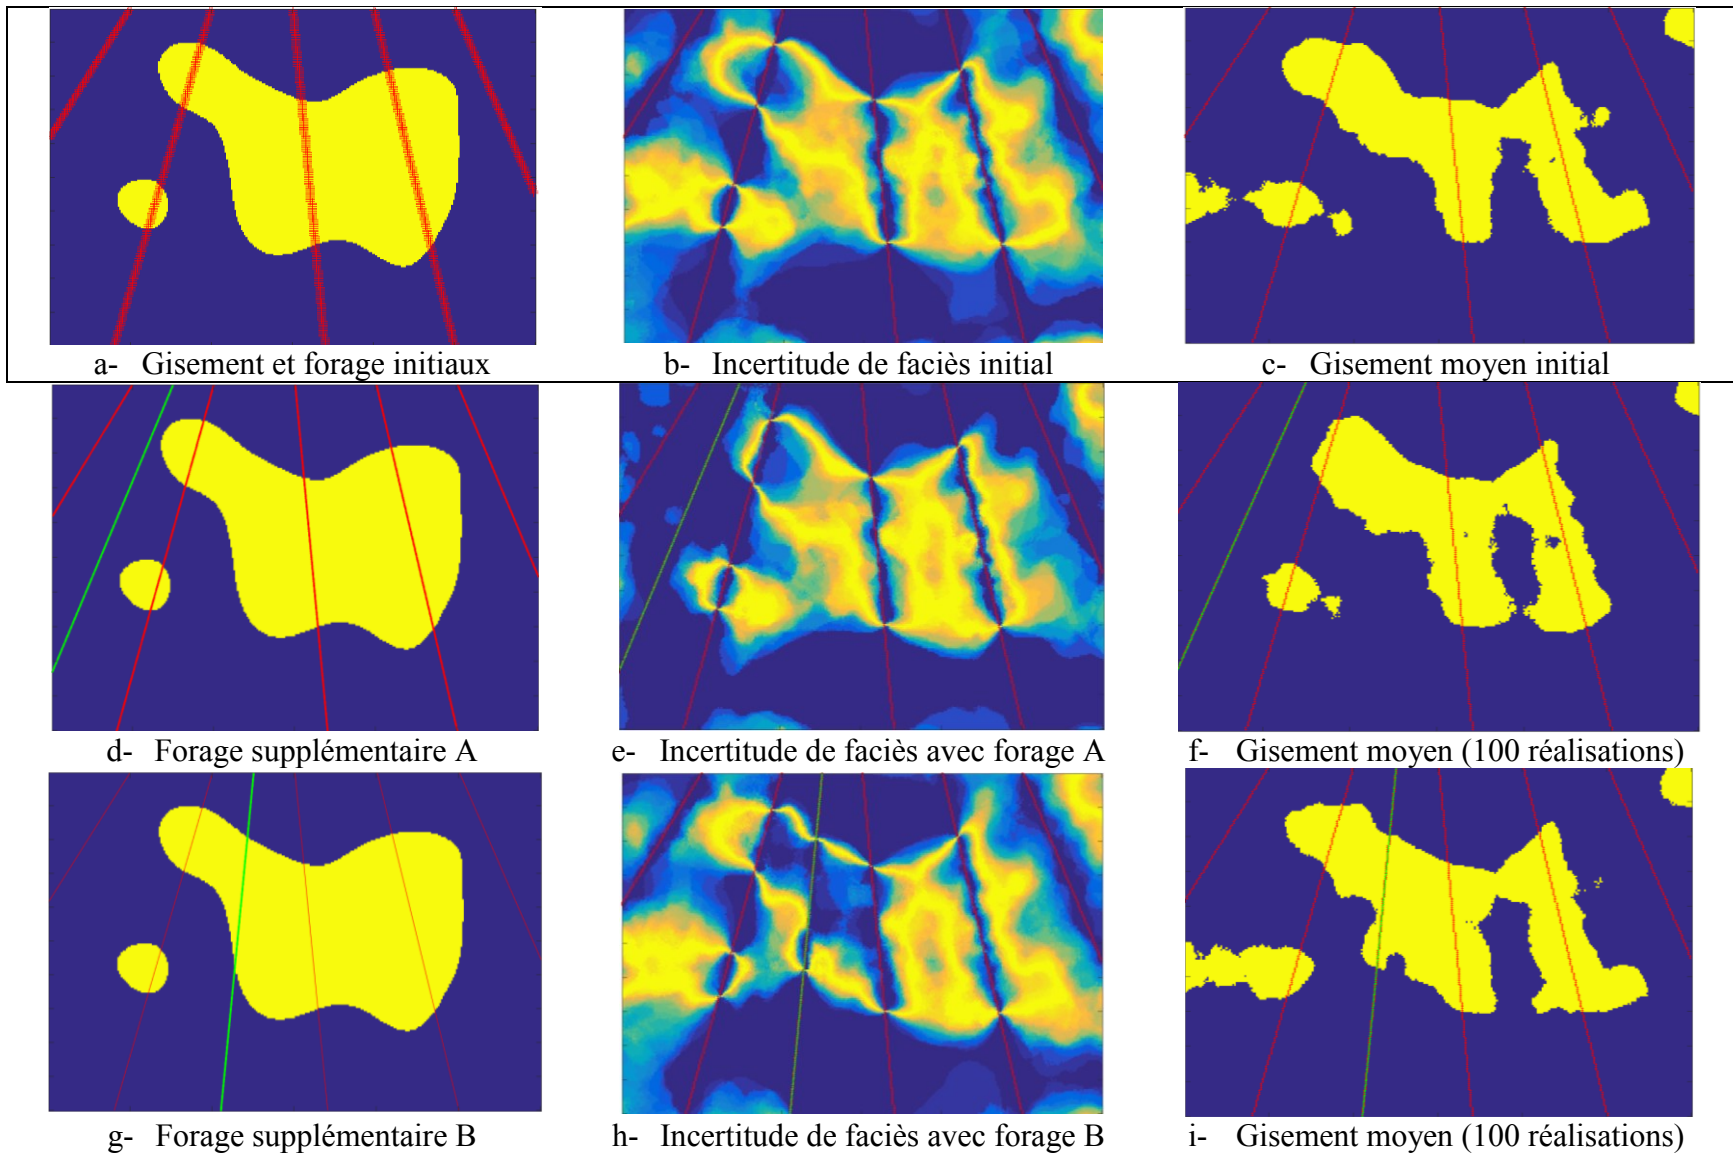 a- Gisement et forage initiaux
b- Incertitude de faciès initial
c- Gisement moyen initial
d- Forage supplémentaire A
e- Incertitude de faciès avec forage A
f- Gisement moyen (100 réalisations)
g- Forage supplémentaire B
h- Incertitude de faciès avec forage B
i- Gisement moyen (100 réalisations)